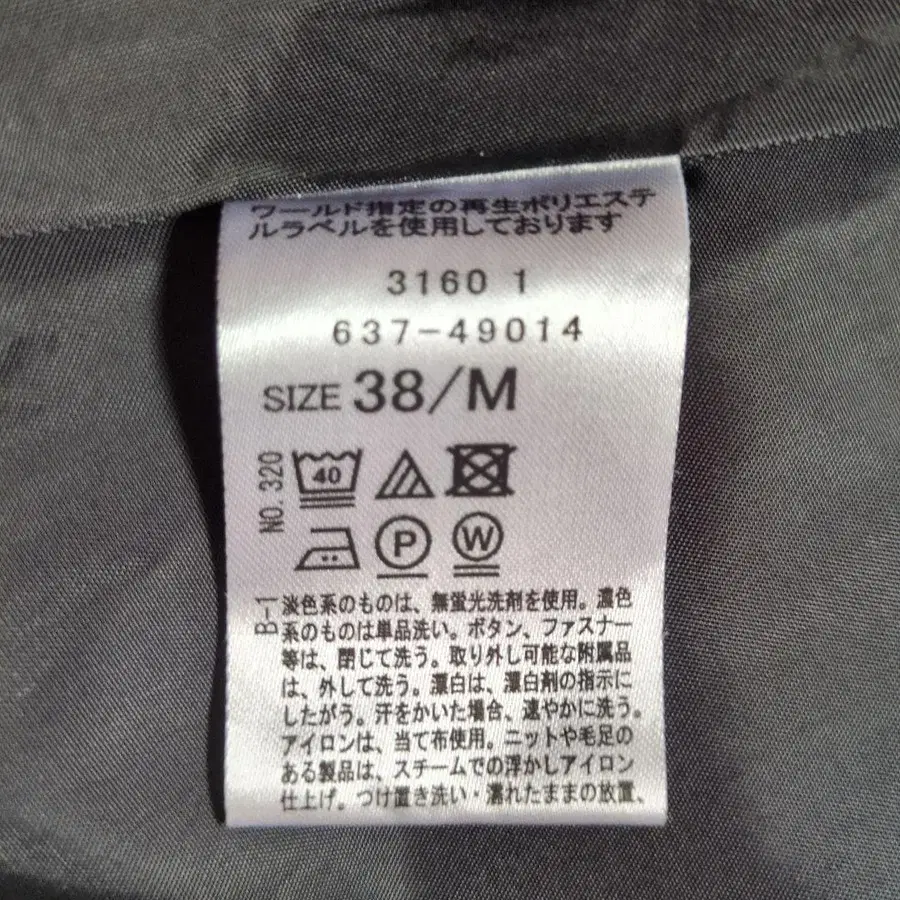 ワールド指定の再生ポリエステ
ルラベルを使用しております
3160 1
637-49014
SIZE 38/M
NO.320
40
P W
B-1
淡色系のものは、無蛍光洗剤を使用。濃色
系のものは単品洗い。ボタン、ファスナー
等は、閉じて洗う。取り外し可能な附属品
は、外して洗う。漂白は、漂白剤の指示に
したがう。汗をかいた場合、速やかに洗う。
アイロンは、当て布使用。ニットや毛足の
ある製品は、スチームでの浮かしアイロン
仕上げ。つけ置き洗い・濡れたままの放置、